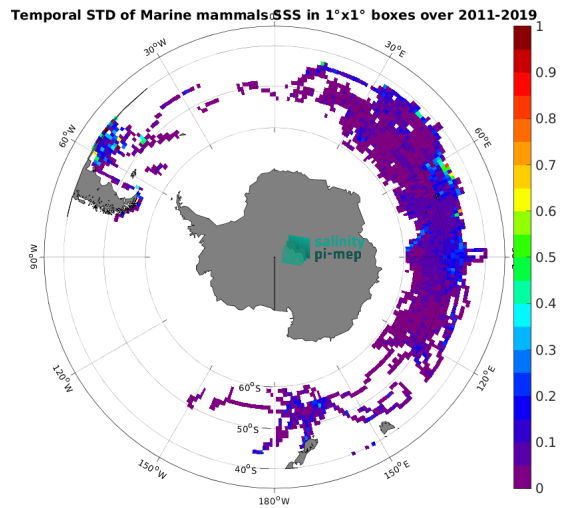 Temporal STD of Marine mammals SSS in 1°x1° boxes over 2011-2019
30°W
30°E
60°W
60°E
90°W
salinity
pi-mep
120°W
120°E
60°S
50°S
40°S
150°W
150°E
180°W
1
0.9
0.8
0.7
0.6
0.5
0.4
0.3
0.2
0.1
0